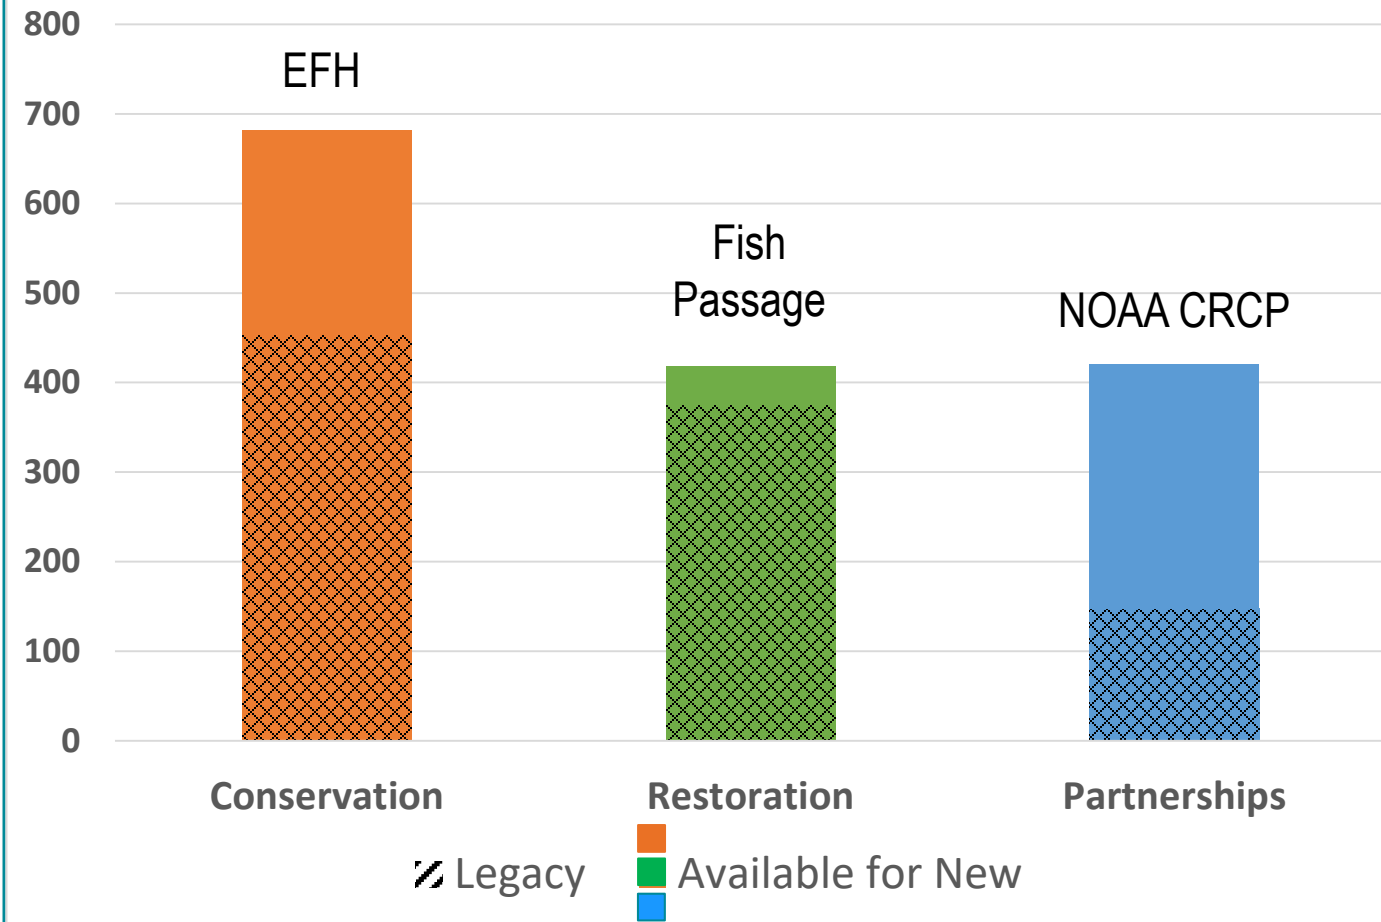 800
EFH
700
600
Fish
Passage
500
NOAA CRCP
400
300
200
100
0
Conservation Restoration Partnerships
Legacy Available for New